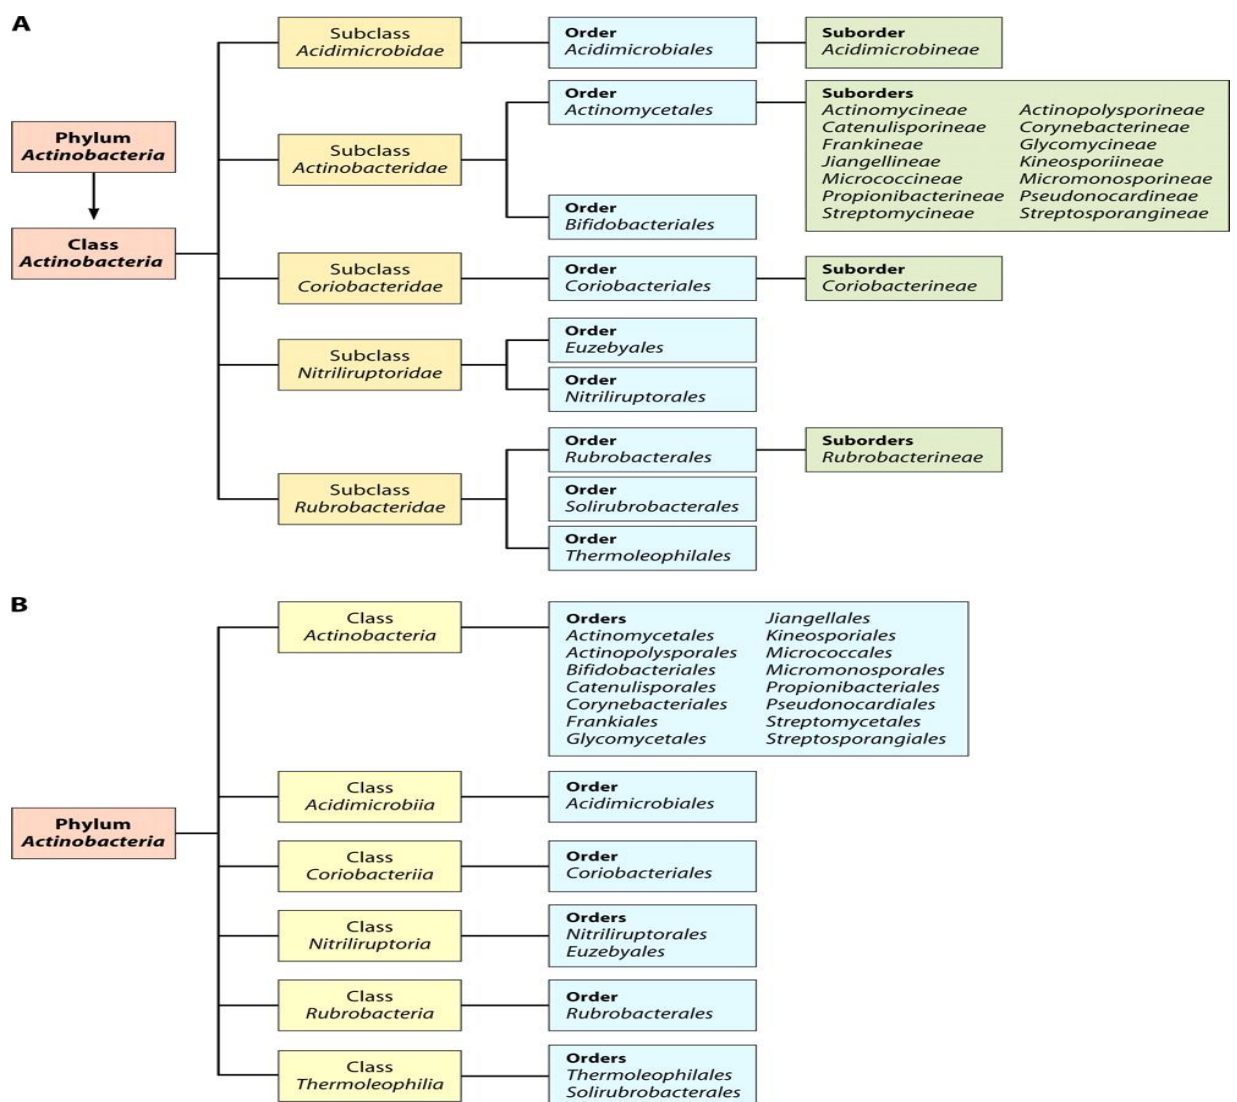 A
Phylum
Actinobacteria
Class
Actinobacteria
Subclass
Acidimicrobidae
Order
Acidimicrobiales
Suborder
Acidimicrobineae
Subclass
Actinobacteridae
Order
Actinomycetales
Suborders
Actinomycineae Actinopolysporineae
Catenulisporineae Corynebacterineae
Frankineae Glycomycineae
Jiangellineae Kineosporiineae
Micrococcineae Micromonosporineae
Propionibacterineae Pseudonocardineae
Streptomycineae Streptosporangineae
Order
Bifidobacteriales
Subclass
Coriobacteridae
Order
Coriobacteriales
Suborder
Coriobacterineae
Subclass
Nitriliruptoridae
Order
Euzebyales
Order
Nitriliruptorales
Subclass
Rubrobacteridae
Order
Rubrobacterales
Suborders
Rubrobacterineae
Order
Solirubrobacterales
Order
Thermoleophilales
B
Phylum
Actinobacteria
Class
Actinobacteria
Orders Jiangellales
Actinomycetales Kineosporiales
Actinopolysporales Micrococcales
Bifidobacteriales Micromonosporales
Catenulisporales Propionibacteriales
Corynebacteriales Pseudonocardiales
Frankiales Streptomycetales
Glycomycetales Streptosporangiales
Class
Acidimicrobiia
Order
Acidimicrobiales
Class
Coriobacteriia
Order
Coriobacteriales
Class
Nitriliruptoria
Orders
Nitriliruptorales
Euzebyales
Class
Rubrobacteria
Order
Rubrobacterales
Class
Thermoleophilia
Orders
Thermoleophilales
Solirubrobacterales